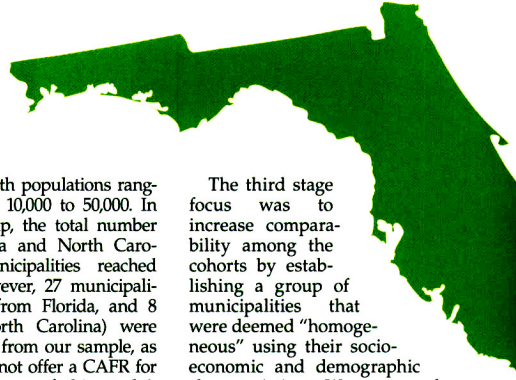 th populations rang-
10,000 to 50,000. In
p, the total number
a and North Caro-
nicipalities reached
ever, 27 municipali-
from Florida, and 8
rth Carolina) were
from our sample, as
not offer a CAFR for
The third stage
focus was to
increase compara-
bility among the
cohorts by estab-
lishing a group of
municipalities that
were deemed "homoge-
neous" using their socio-
economic and demographic